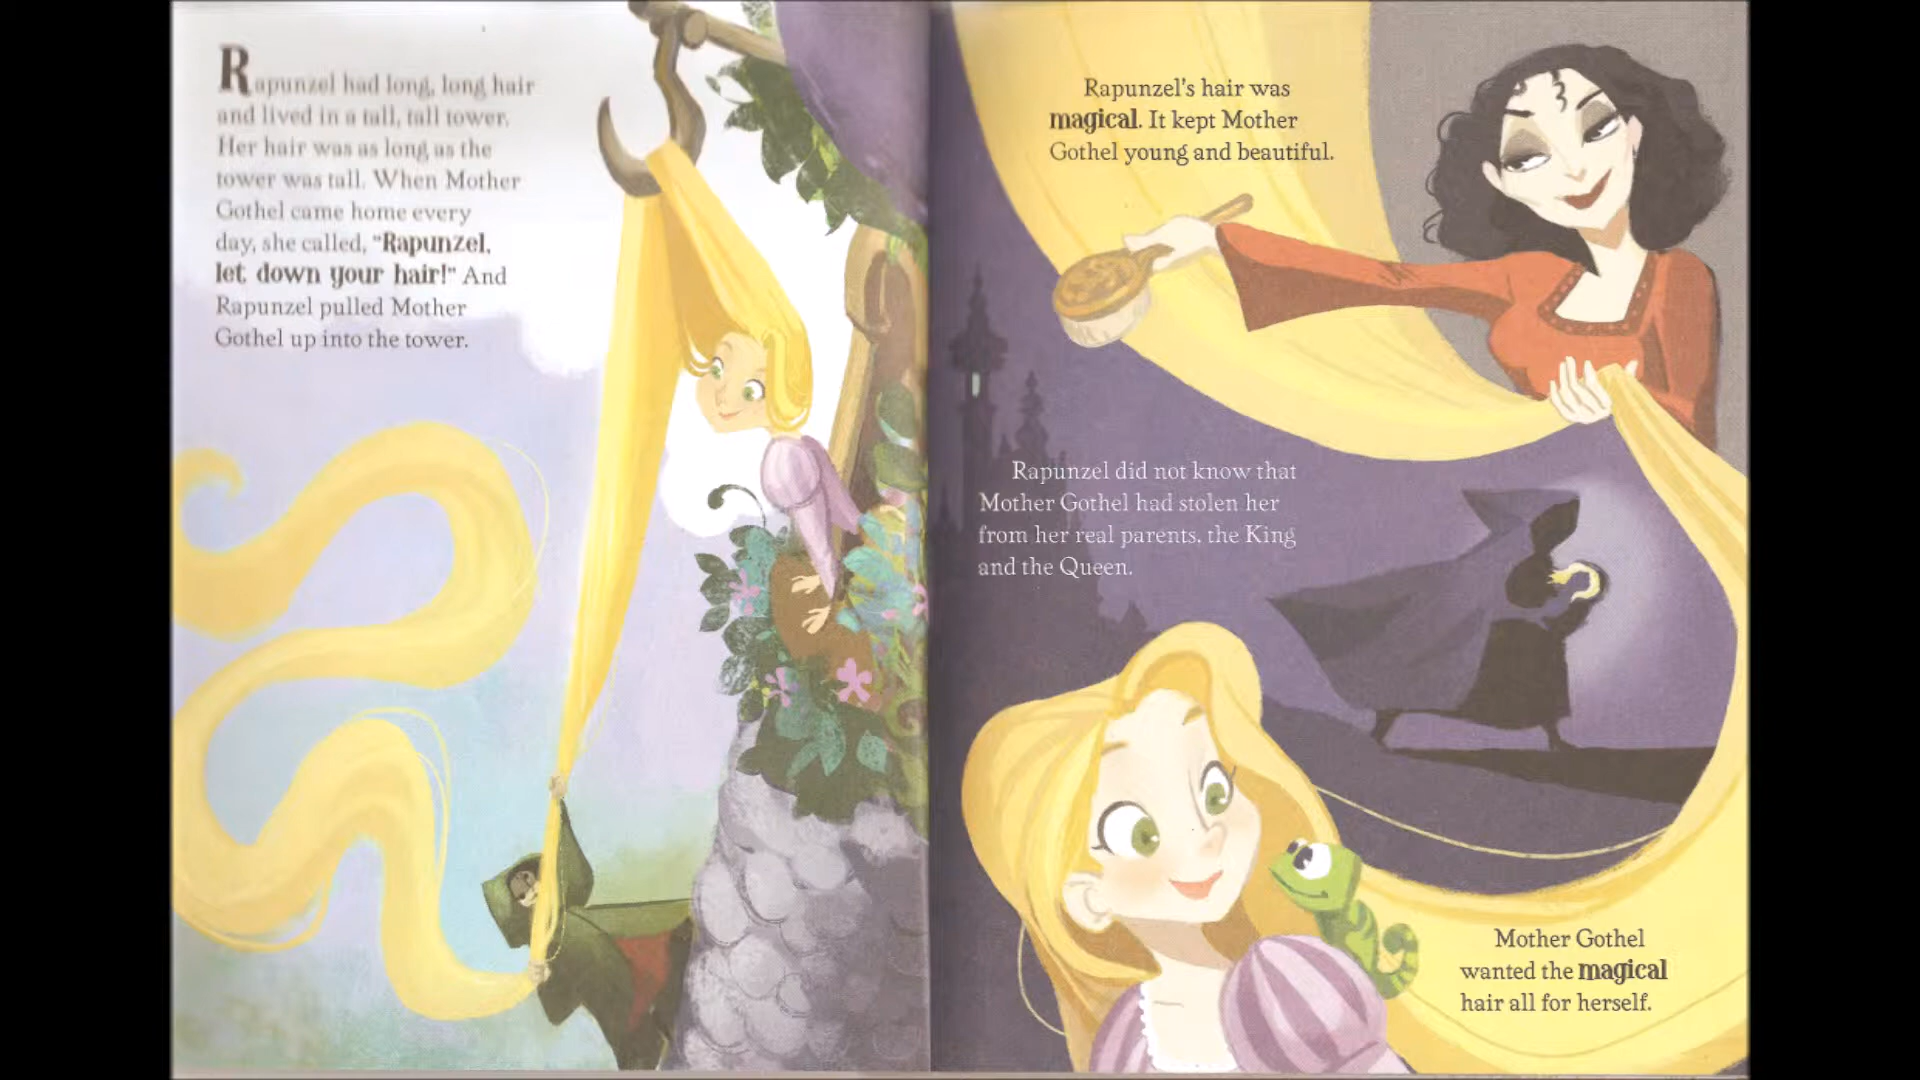 Rapunzel had long, long hair
and lived in a tall, tall tower.
Her hair was as long as the
tower was tall. When Mother
Gothel came home every
day, she called, "Rapunzel,
let down your hair!" And
Rapunzel pulled Mother
Gothel up into the tower.
Rapunzel's hair was
magical. It kept Mother
Gothel young and beautiful.
Rapunzel did not know that
Mother Gothel had stolen her
from her real parents, the King
and the Queen.
Mother Gothel
wanted the magical
hair all for herself.